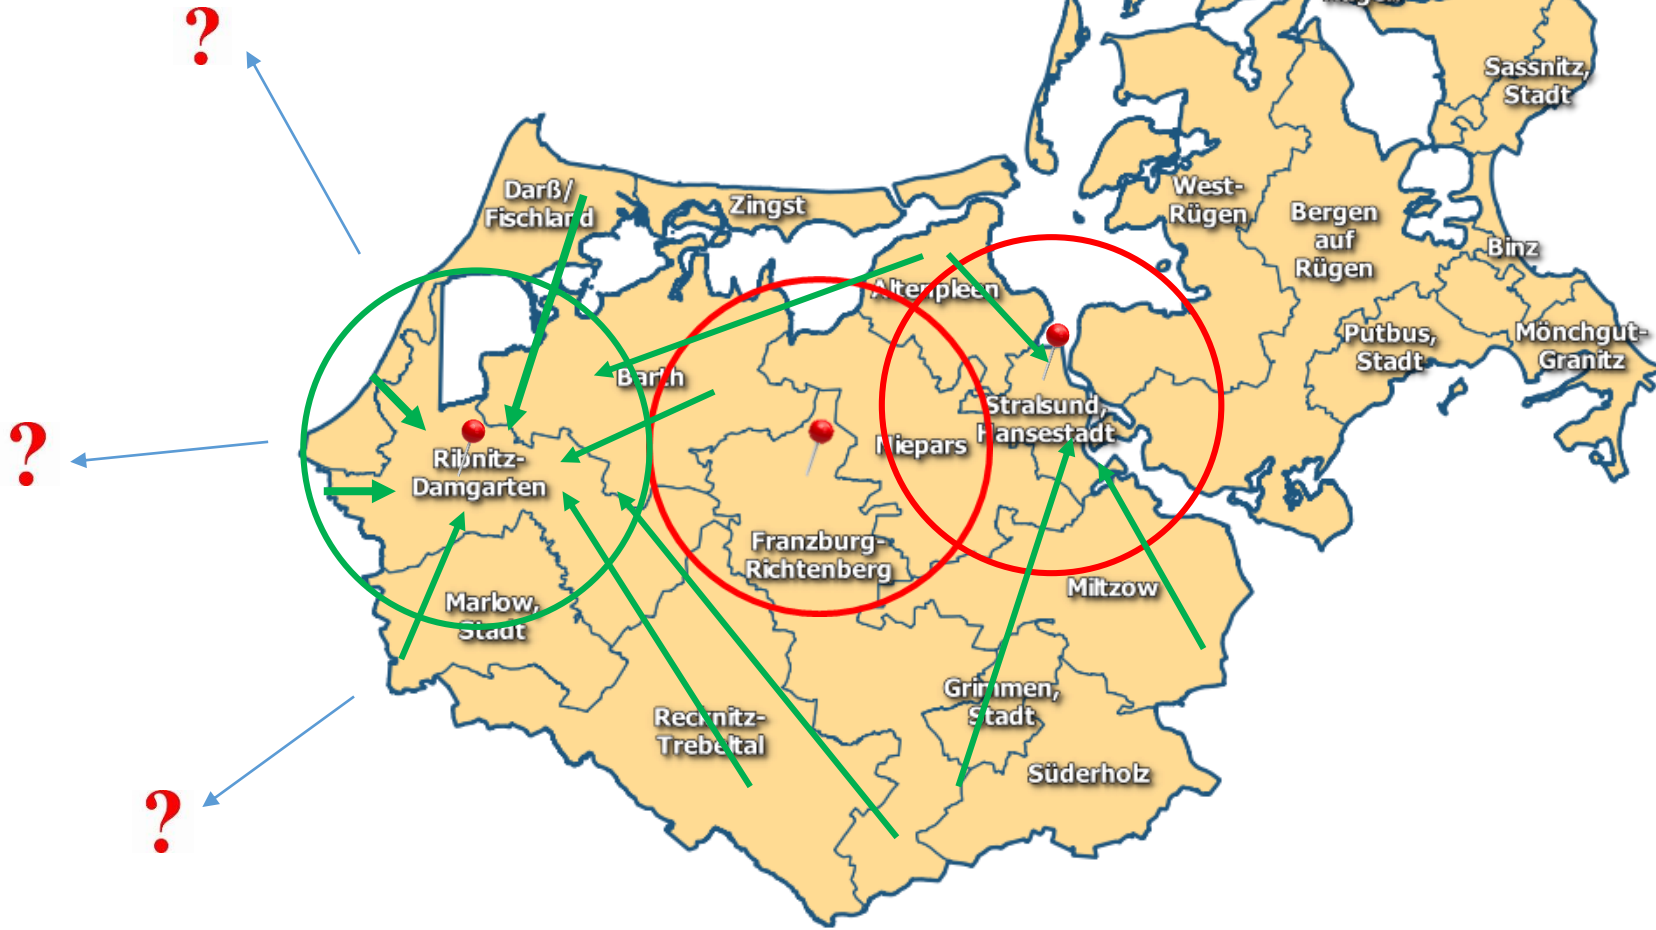 ?
Sassnitz,
Stadt
Darß/
Fischland
Zingst
West-
Rügen
Bergen
auf
Rügen
Binz
Altenpleen
Putbus,
Stadt
Mönchgut-
Granitz
Barth
Stralsund,
Hansestadt
Niepars
?
Ribnitz-
Damgarten
Franzburg-
Richtenberg
Miltzow
Marlow,
Stadt
Grimmen,
Stadt
Recknitz-
Trebeltal
Süderholz
?